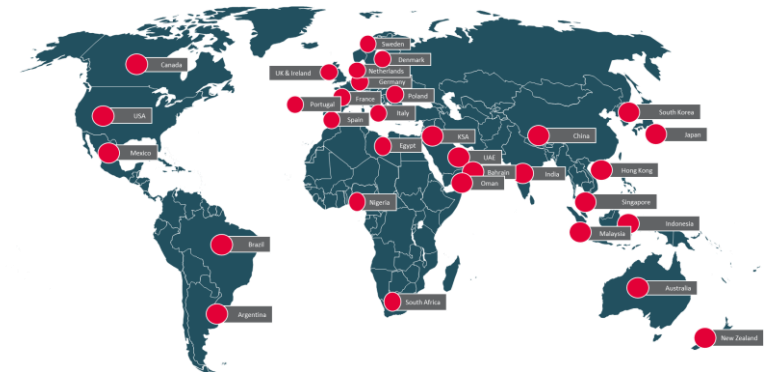 Sweden
Denmark
Canada
UK & Ireland
Netherlands
Germany
Poland
France
Portugal
Italy
Spain
USA
South Korea
Japan
KSA
China
Egypt
Mexico
UAE
Bahrain
India
Hong Kong
Oman
Nigeria
Singapore
Indonesia
Malaysia
Brazil
Australia
South Africa
Argentina
New Zealand